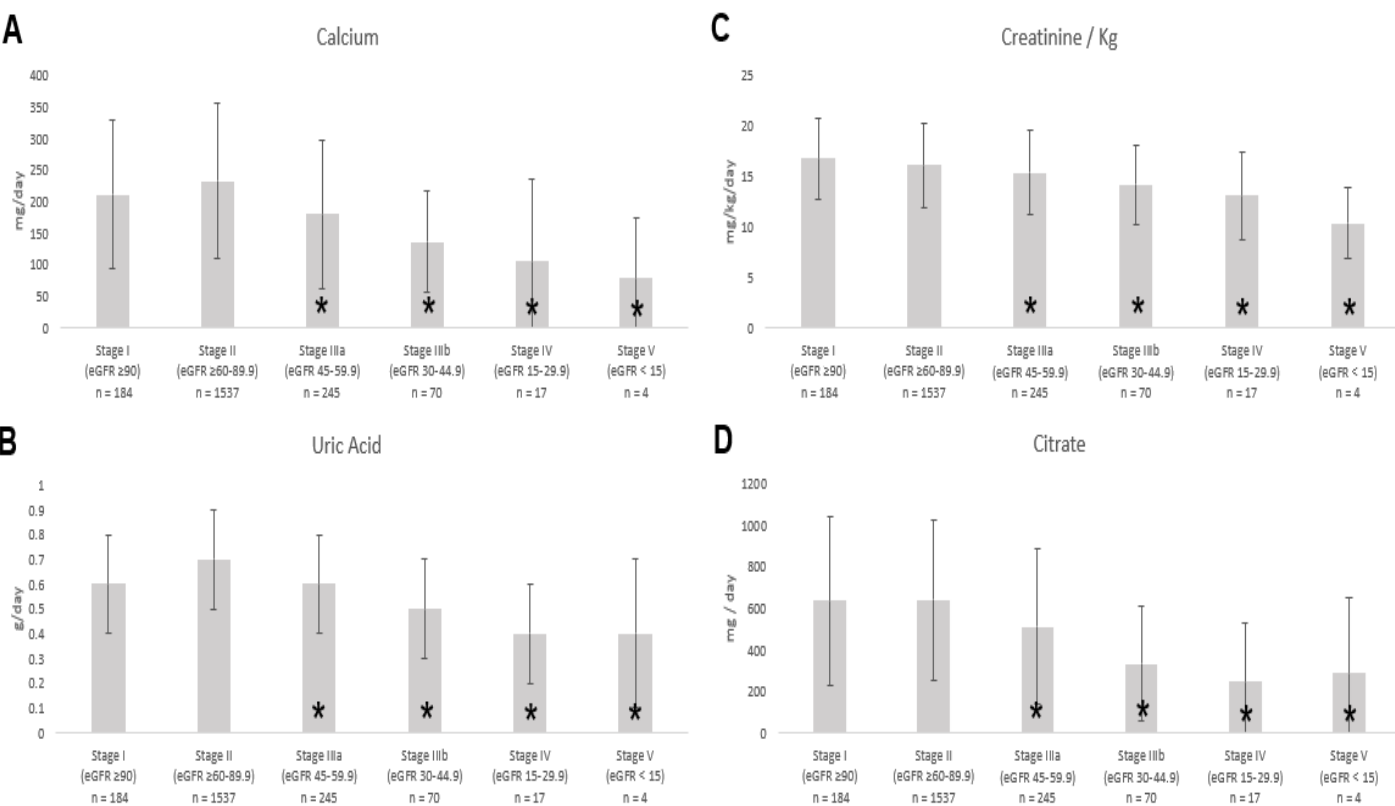 A
Calcium
mg/day
400
350
300
250
200
150
100
50
0
* * * *
Stage I Stage II Stage IIIa Stage IIIb Stage IV Stage V
(eGFR ≥90) (eGFR ≥60-89.9) (eGFR 45-59.9) (eGFR 30-44.9) (eGFR 15-29.9) (eGFR < 15)
n = 184 n = 1537 n = 245 n = 70 n = 17 n = 4
B
Uric Acid
g/day
1
0.9
0.8
0.7
0.6
0.5
0.4
0.3
0.2
0.1
0
* * * *
Stage I Stage II Stage IIIa Stage IIIb Stage IV Stage V
(eGFR ≥90) (eGFR ≥60-89.9) (eGFR 45-59.9) (eGFR 30-44.9) (eGFR 15-29.9) (eGFR < 15)
n = 184 n = 1537 n = 245 n = 70 n = 17 n = 4
C
Creatinine / Kg
mg/kg/day
25
20
15
10
5
0
* * * *
Stage I Stage II Stage IIIa Stage IIIb Stage IV Stage V
(eGFR ≥90) (eGFR ≥60-89.9) (eGFR 45-59.9) (eGFR 30-44.9) (eGFR 15-29.9) (eGFR < 15)
n = 184 n = 1537 n = 245 n = 70 n = 17 n = 4
D
Citrate
mg / day
1200
1000
800
600
400
200
0
* * * *
Stage I Stage II Stage IIIa Stage IIIb Stage IV Stage V
(eGFR ≥90) (eGFR ≥60-89.9) (eGFR 45-59.9) (eGFR 30-44.9) (eGFR 15-29.9) (eGFR < 15)
n = 184 n = 1537 n = 245 n = 70 n = 17 n = 4